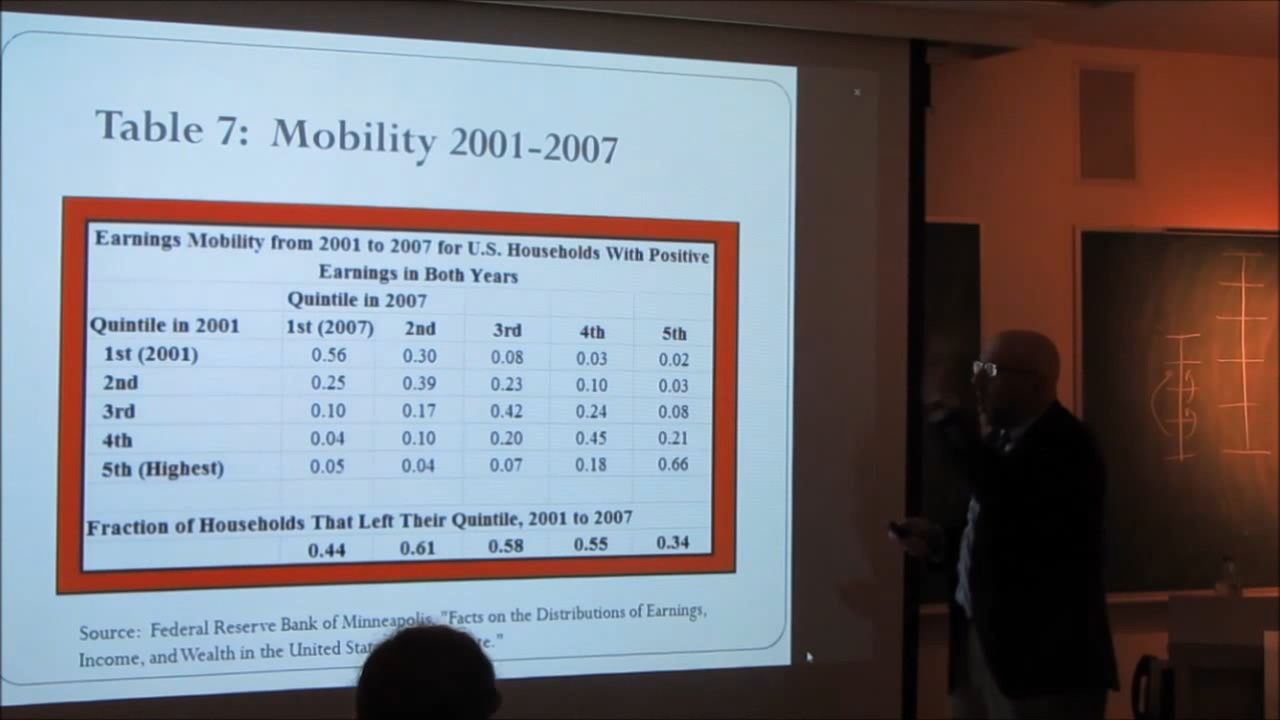 Table 7: Mobility 2001-2007
Earnings Mobility from 2001 to 2007 for U.S. Households With Positive
Earnings in Both Years
Quintile in 2007
Quintile in 2001 1st (2007) 2nd 3rd 4th 5th
1st (2001) 0.56 0.30 0.08 0.03 0.02
2nd 0.25 0.39 0.23 0.10 0.03
3rd 0.10 0.17 0.42 0.24 0.08
4th 0.04 0.10 0.20 0.45 0.21
5th (Highest) 0.05 0.04 0.07 0.18 0.66
Fraction of Households That Left Their Quintile, 2001 to 2007
0.44 0.61 0.58 0.55 0.34
Source: Federal Reserve Bank of Minneapolis, "Facts on the Distributions of Earnings,
Income, and Wealth in the United